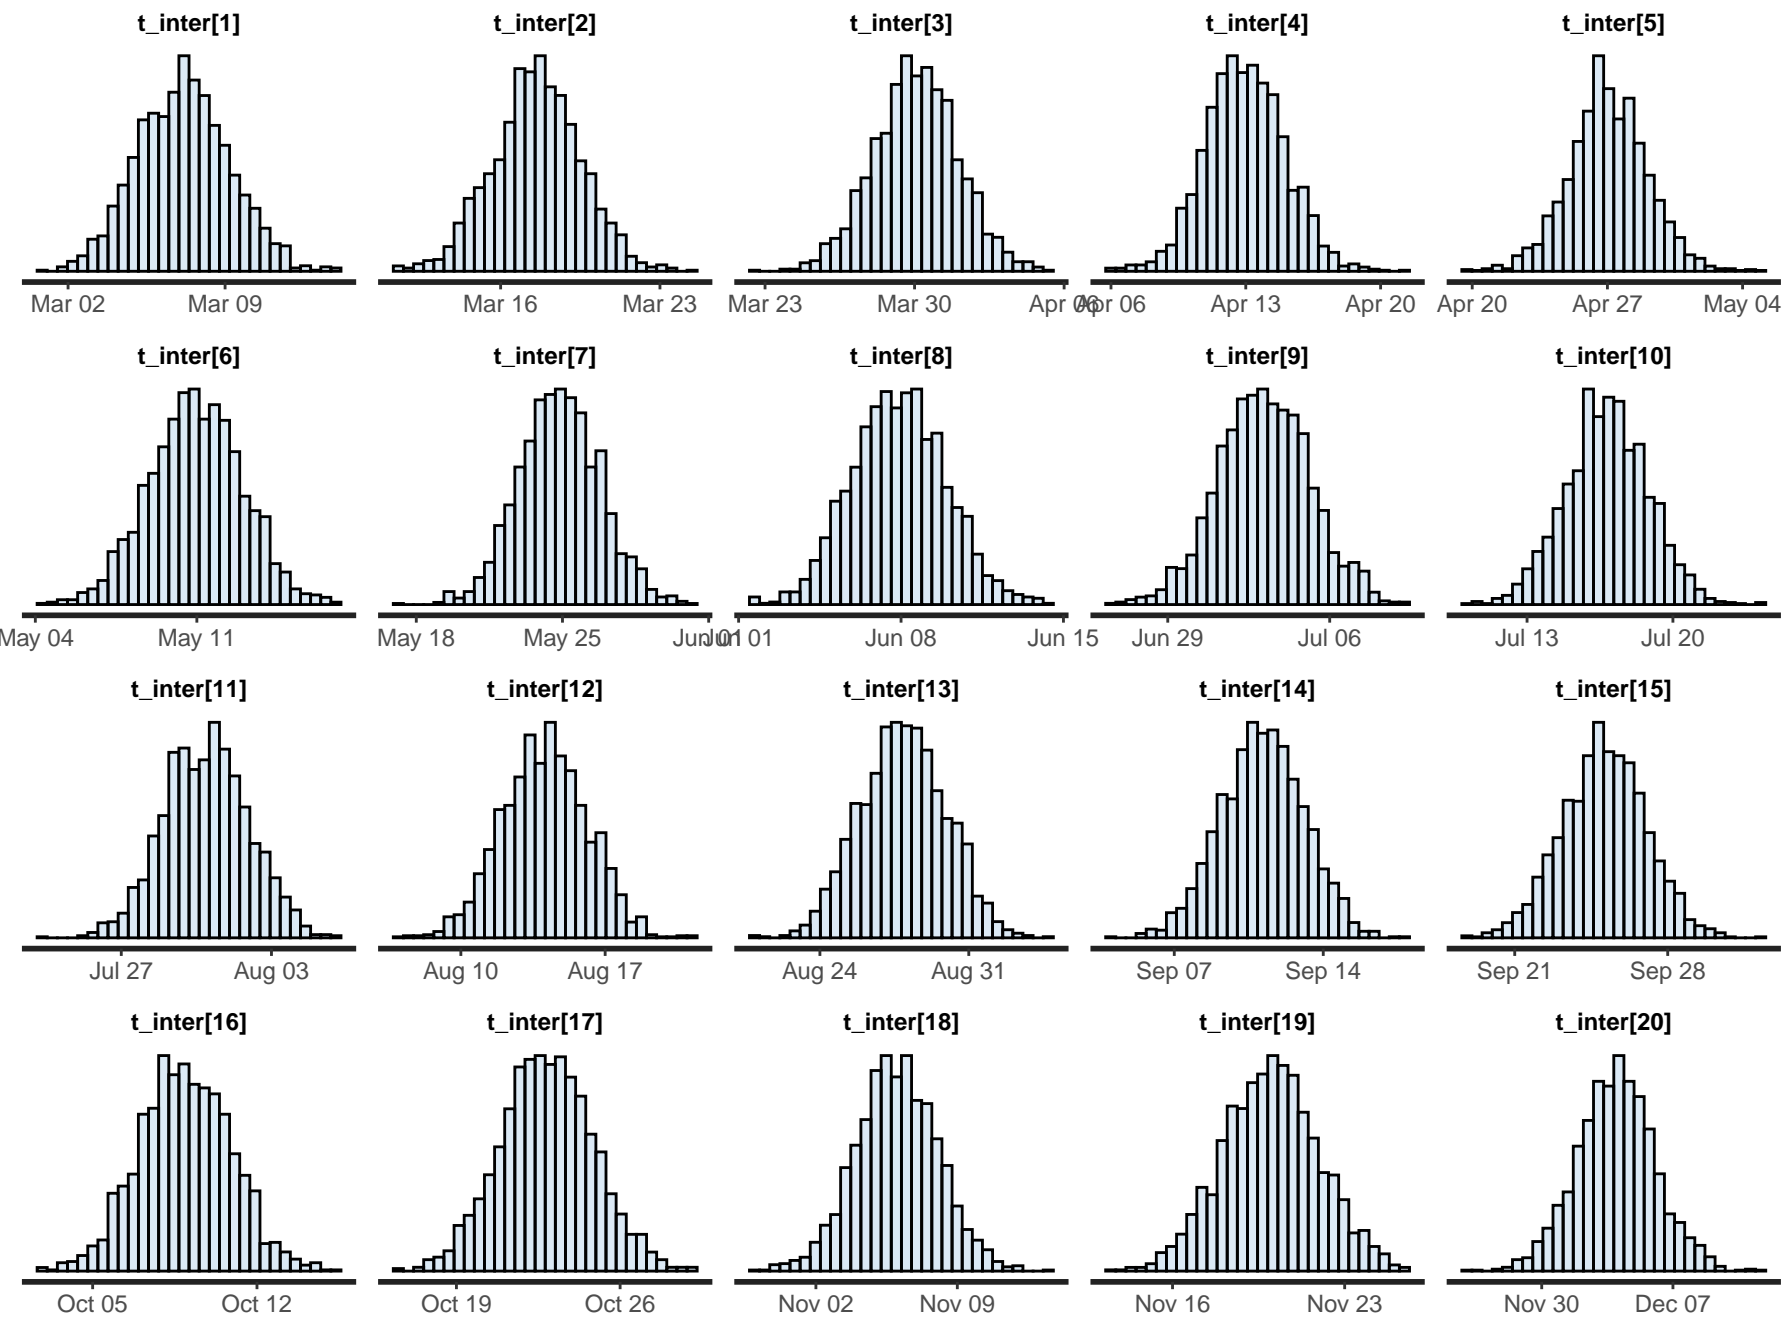 t_inter[1] t_inter[2] t_inter[3] t_inter[4] t_inter[5]
Mar 02 Mar 09 Mar 16 Mar 23 Mar 23 Mar 30 Apr 06 Apr 06 Apr 13 Apr 20 Apr 20 Apr 27 May 04
t_inter[6] t_inter[7] t_inter[8] t_inter[9] t_inter[10]
May 04 May 11 May 18 May 25 Jun 01 Jun 01 Jun 08 Jun 15 Jun 29 Jul 06 Jul 13 Jul 20
t_inter[11] t_inter[12] t_inter[13] t_inter[14] t_inter[15]
Jul 27 Aug 03 Aug 10 Aug 17 Aug 24 Aug 31 Sep 07 Sep 14 Sep 21 Sep 28
t_inter[16] t_inter[17] t_inter[18] t_inter[19] t_inter[20]
Oct 05 Oct 12 Oct 19 Oct 26 Nov 02 Nov 09 Nov 16 Nov 23 Nov 30 Dec 07